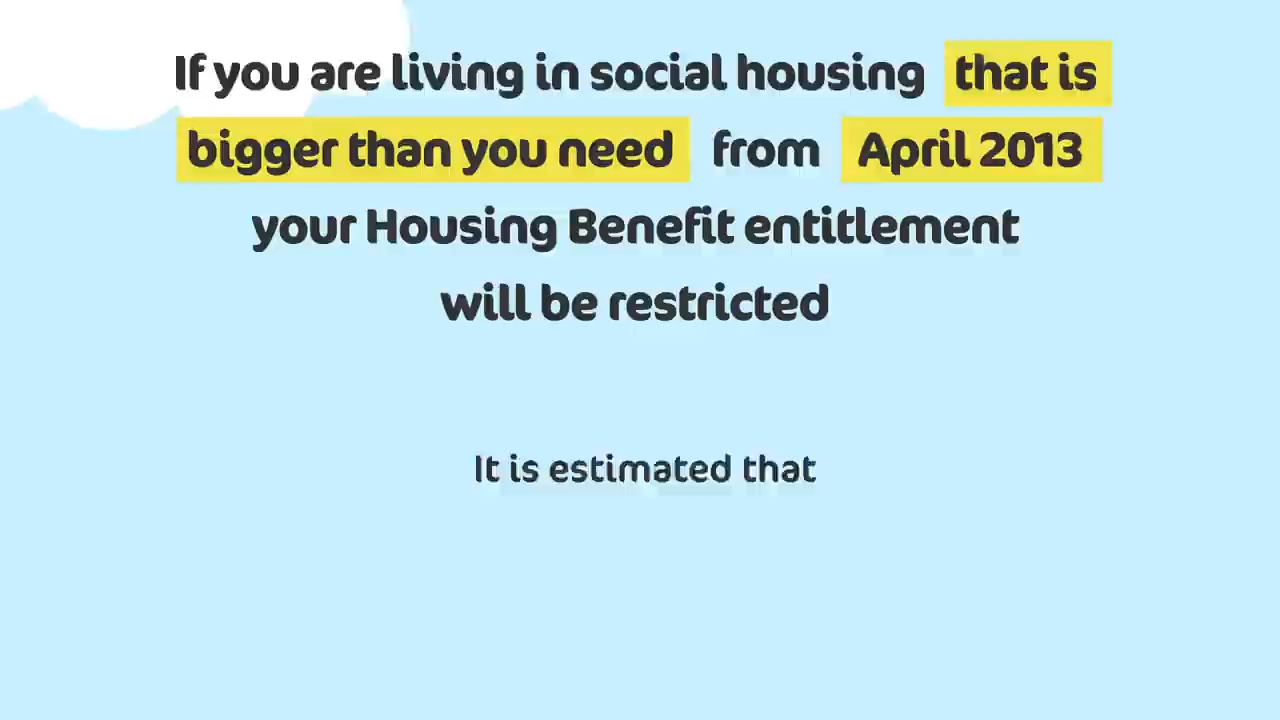 If you are living in social housing that is
bigger than you need from April 2013
your Housing Benefit entitlement
will be restricted
It is estimated that